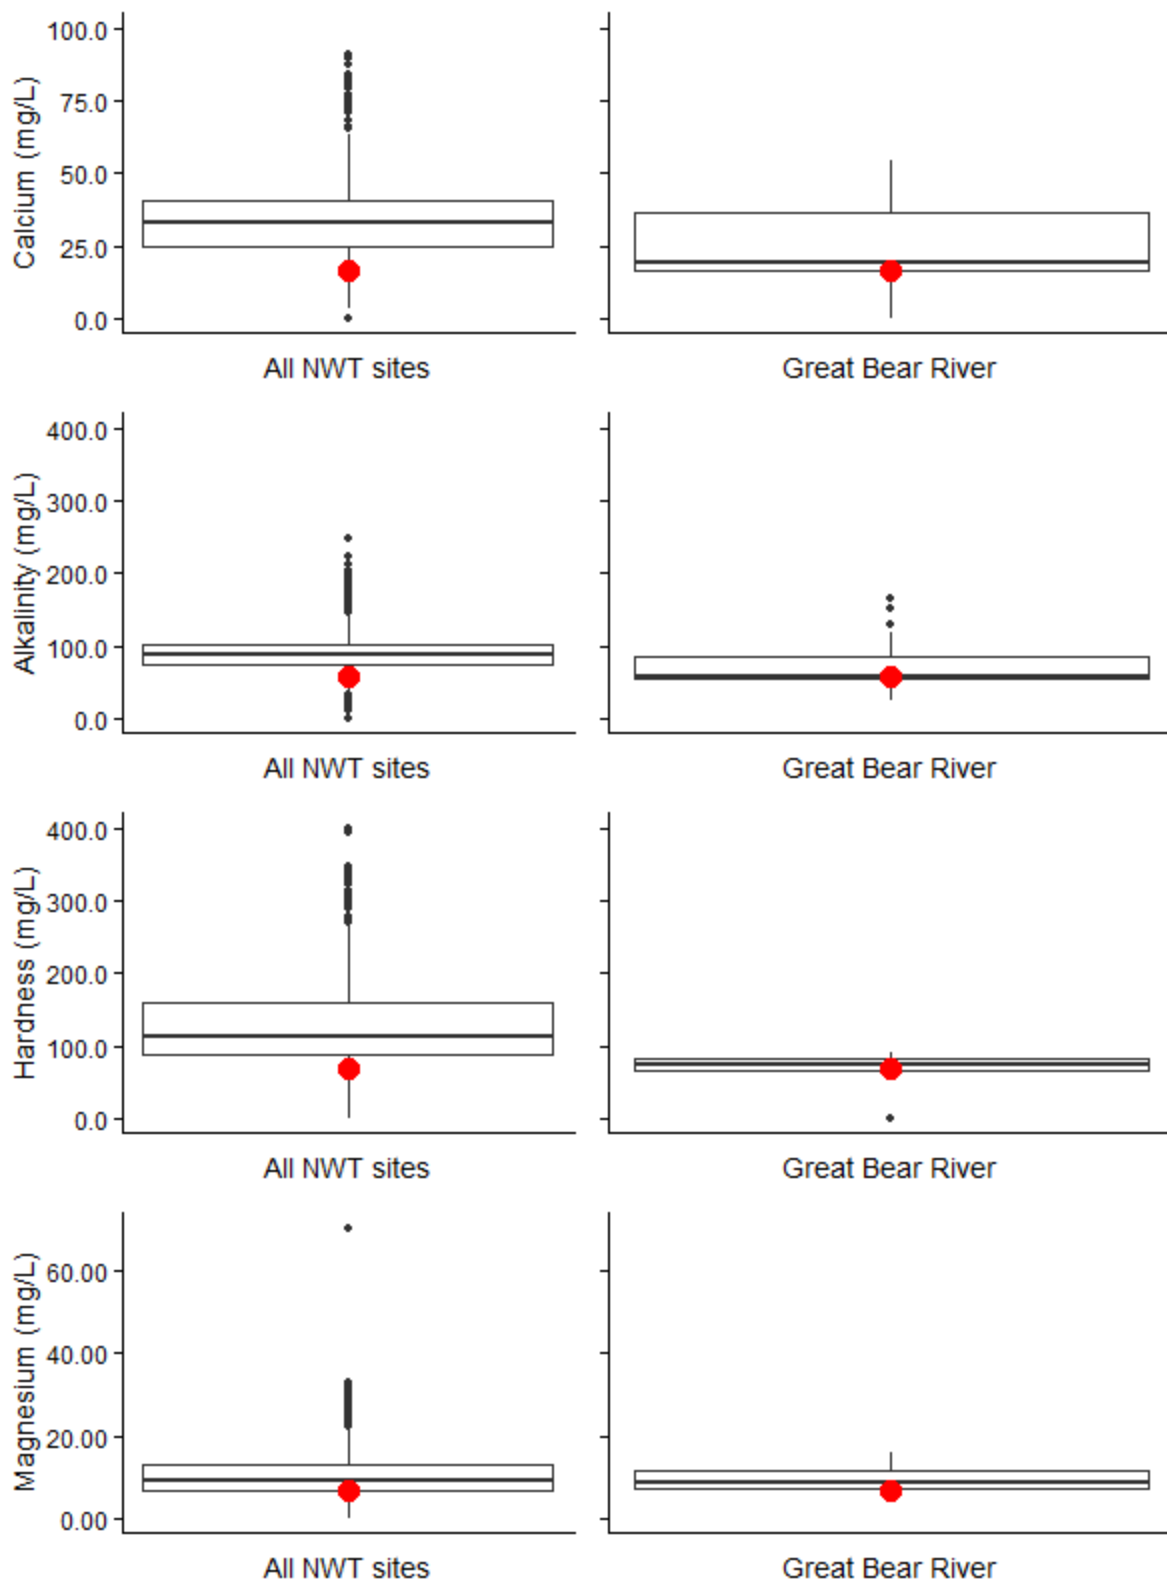 Calcium (mg/L)
100.0
75.0
50.0
25.0
0.0
All NWT sites
Great Bear River
Alkalinity (mg/L)
400.0
300.0
200.0
100.0
0.0
All NWT sites
Great Bear River
Hardness (mg/L)
400.0
300.0
200.0
100.0
0.0
All NWT sites
Great Bear River
Magnesium (mg/L)
60.00
40.00
20.00
0.00
All NWT sites
Great Bear River